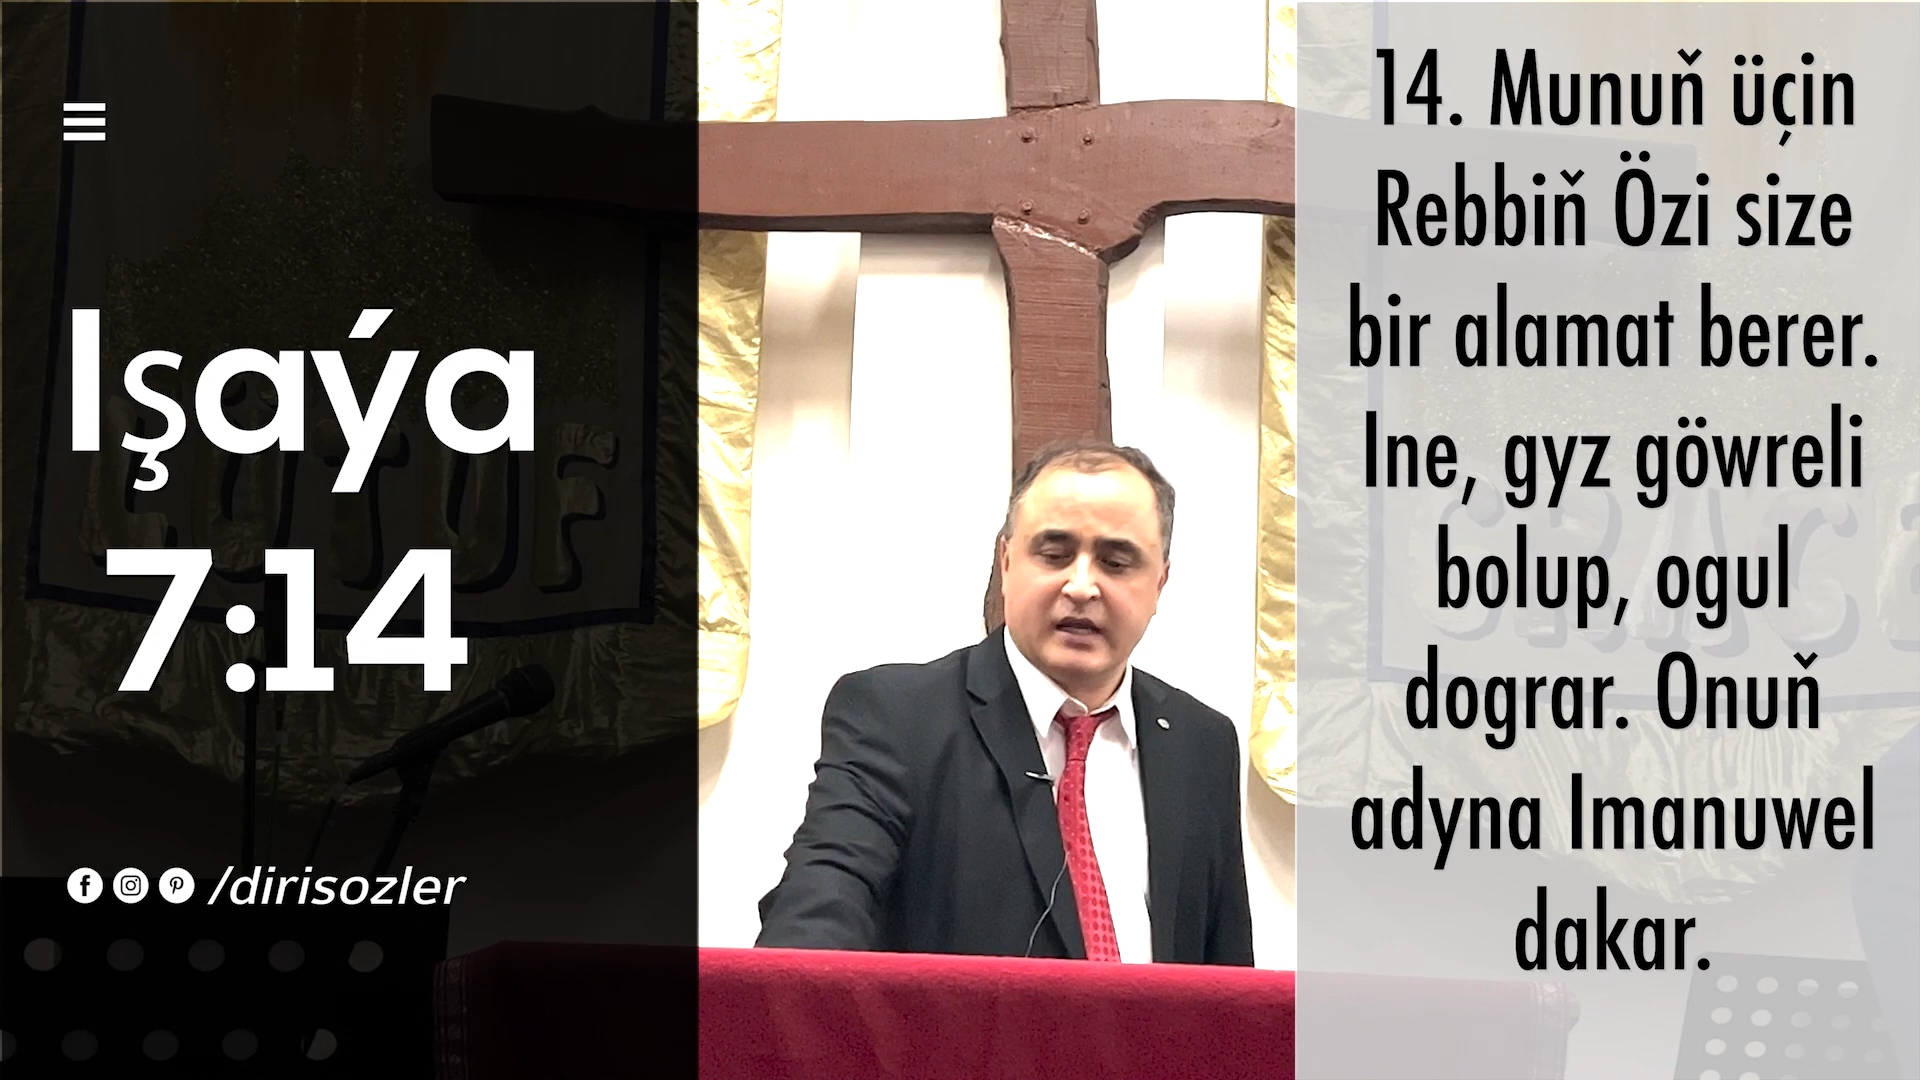 Işaýa
7:14
/dirisozler
14. Munuň üçin
Rebbiň Özi size
bir alamat berer.
Ine, gyz göwreli
bolup, ogul
dograr. Onuň
adyna Imanuwel
dakar.